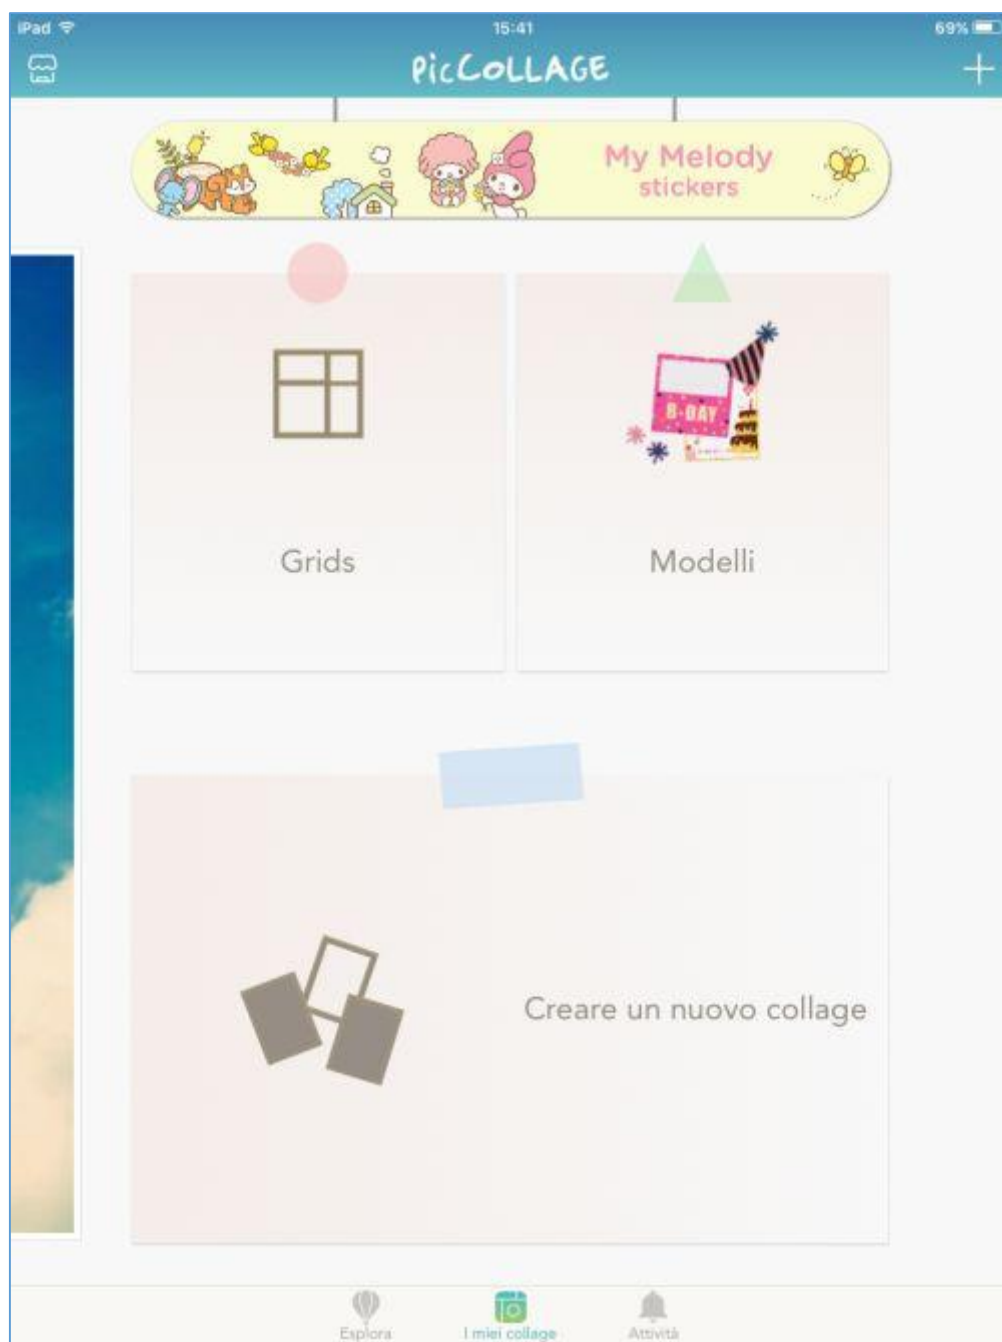 iPad 15:41 69%
PicCOLLAGE
My Melody
stickers
B-DAY
Grids Modelli
Creare un nuovo collage
Esplora I miei collage Attività